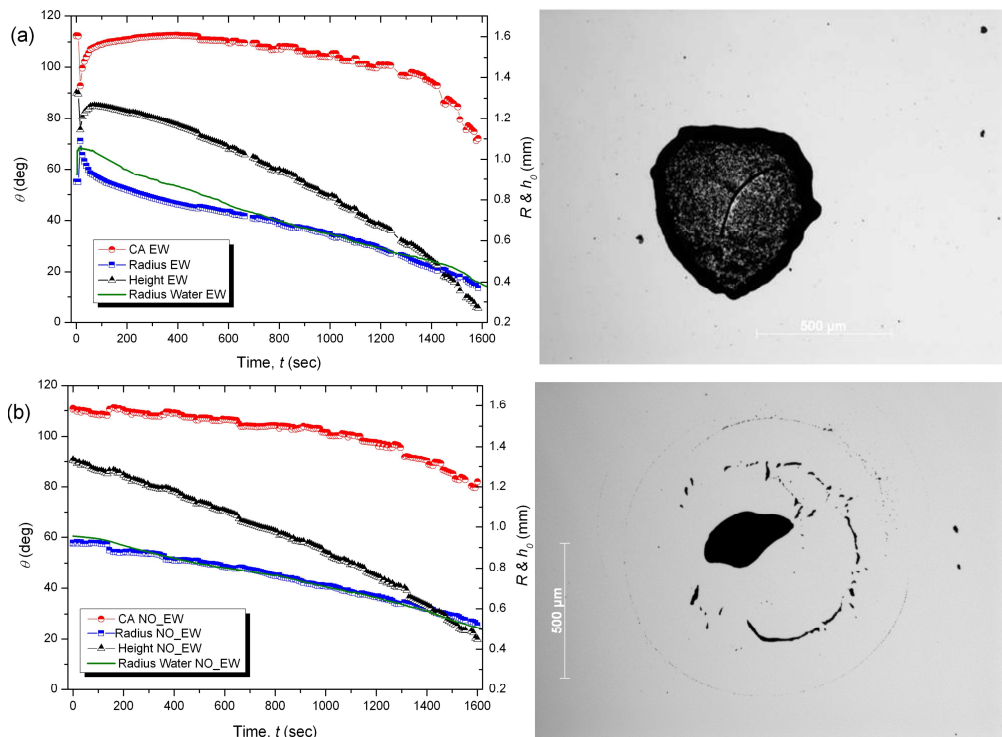 (a)
120
100
80
60
40
20
0
θ (deg)
1.6
1.4
1.2
1.0
0.8
0.6
0.4
0.2
R & h0 (mm)
CA EW
Radius EW
Height EW
Radius Water EW
0 200 400 600 800 1000 1200 1400 1600
Time, t (sec)
500 µm
(b)
120
100
80
60
40
20
0
θ (deg)
1.6
1.4
1.2
1.0
0.8
0.6
0.4
0.2
R & h0 (mm)
CA NO_EW
Radius NO_EW
Height NO_EW
Radius Water NO_EW
0 200 400 600 800 1000 1200 1400 1600
Time, t (sec)
500 µm